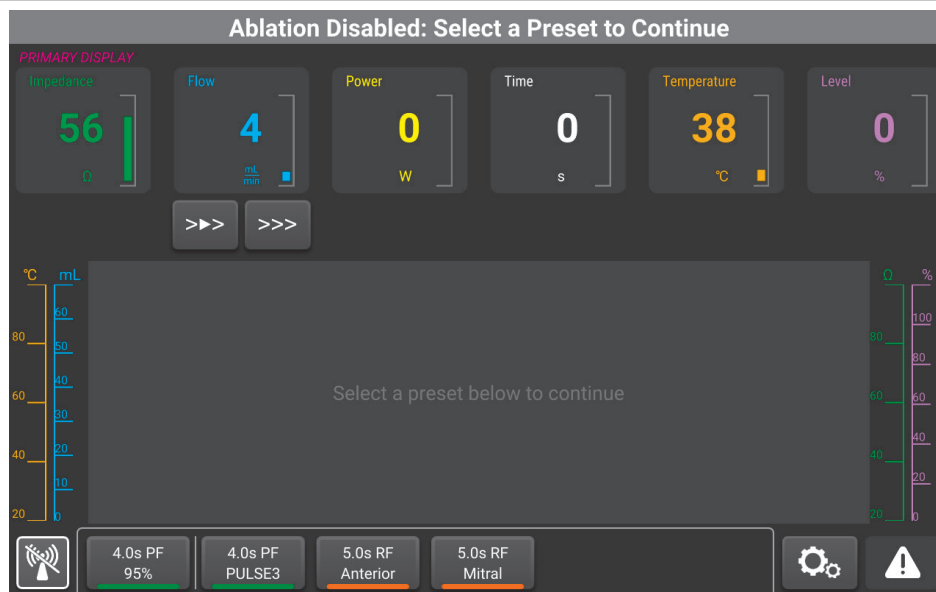 Ablation Disabled: Select a Preset to Continue
PRIMARY DISPLAY
Impedance
56
Ω
Flow
4
mL
min
Power
0
W
Time
0
s
Temperature
38
°C
Level
0
%
>▶>
>>>
°C
80
60
40
20
mL
60
50
40
30
20
10
0
Select a preset below to continue
Ω
80
60
40
20
%
100
80
60
40
20
0
4.0s PF
95%
4.0s PF
PULSE3
5.0s RF
Anterior
5.0s RF
Mitral